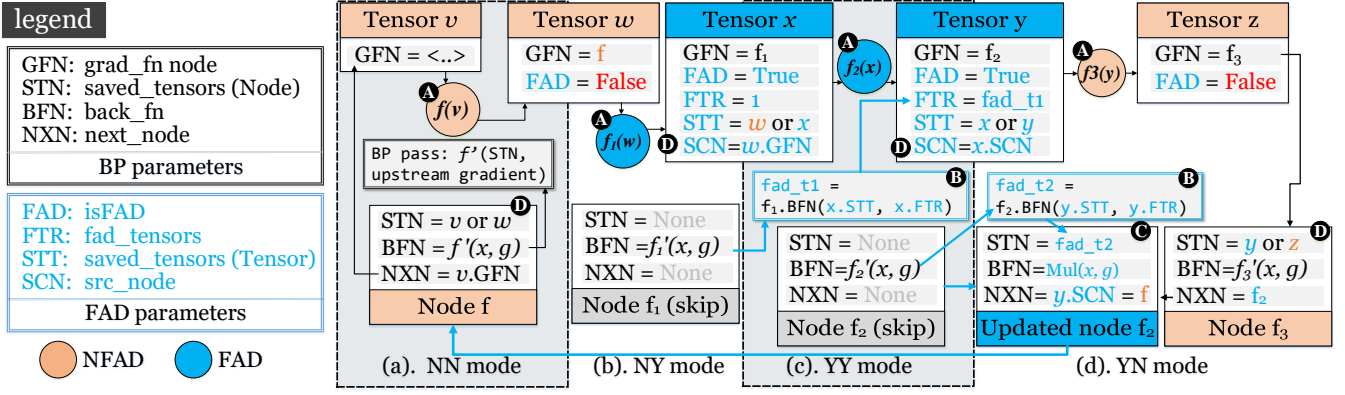 legend
GFN: grad_fn node
STN: saved_tensors (Node)
BFN: back_fn
NXN: next_node
BP parameters
FAD: isFAD
FTR: fad_tensors
STT: saved_tensors (Tensor)
SCN: src_node
FAD parameters
NFAD
FAD
Tensor v
GFN = <..>
A
f(v)
BP pass: f'(STN,
upstream gradient)
D
STN = v or w
BFN = f'(x, g)
NXN = v.GFN
Node f
(a). NN mode
Tensor w
GFN = f
FAD = False
A
f₁(w)
STN = None
BFN =f₁'(x, g)
NXN = None
Node f₁ (skip)
(b). NY mode
Tensor x
GFN = f₁
FAD = True
FTR = 1
STT = w or x
D
SCN=w.GFN
A
f₂(x)
B
fad_t1 =
f₁.BFN(x.STT, x.FTR)
STN = None
BFN=f₂'(x, g)
NXN = None
Node f₂ (skip)
(c). YY mode
Tensor y
GFN = f₂
FAD = True
FTR = fad_t1
STT = x or y
D
SCN=x.SCN
B
fad_t2 =
f₂.BFN(y.STT, y.FTR)
C
STN = fad_t2
BFN=Mul(x, g)
NXN= y.SCN = f
Updated node f₂
A
f3(y)
Tensor z
GFN = f₃
FAD = False
D
STN = y or z
BFN=f₃'(x, g)
NXN = f₂
Node f₃
(d). YN mode